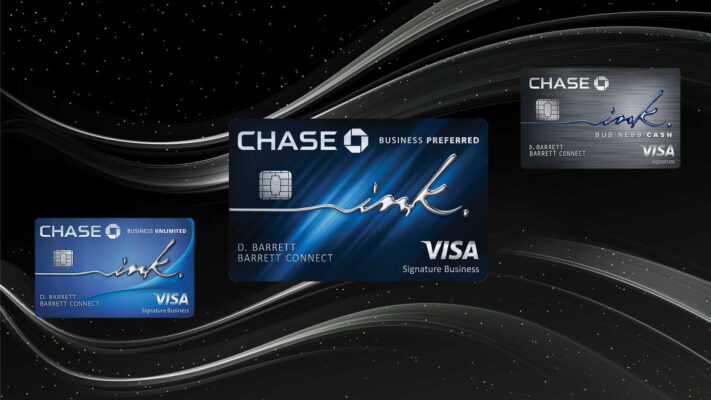 CHASE BUSINESS UNLIMITED
ink.
D. BARRETT
BARRETT CONNECT
VISA
Signature Business
CHASE BUSINESS PREFERRED
ink.
D. BARRETT
BARRETT CONNECT
VISA
Signature Business
CHASE
ink.
BUSINESS CASH
D. BARRETT
BARRETT CONNECT
VISA
Signature